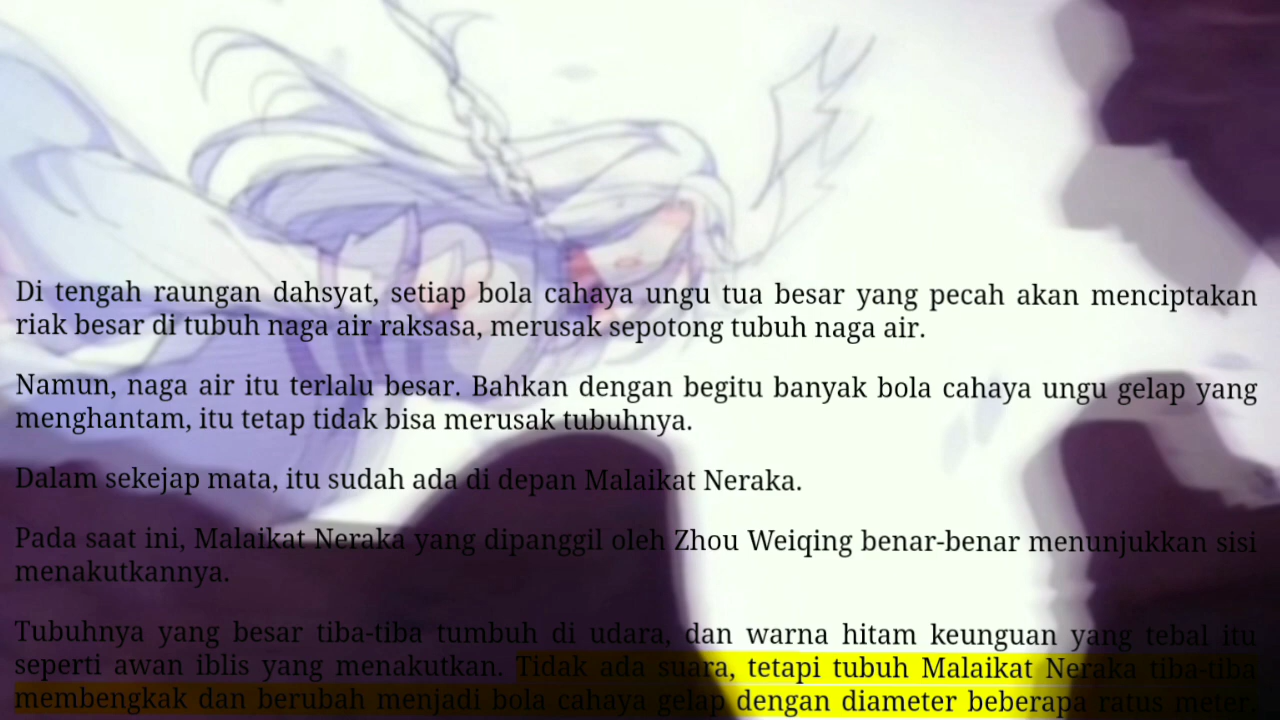 Di tengah raungan dahsyat, setiap bola cahaya ungu tua besar yang pecah akan menciptakan
riak besar di tubuh naga air raksasa, merusak sepotong tubuh naga air.
Namun, naga air itu terlalu besar. Bahkan dengan begitu banyak bola cahaya ungu gelap yang
menghantam, itu tetap tidak bisa merusak tubuhnya.
Dalam sekejap mata, itu sudah ada di depan Malaikat Neraka.
Pada saat ini, Malaikat Neraka yang dipanggil oleh Zhou Weiqing benar-benar menunjukkan sisi
menakutkannya.
Tubuhnya yang besar tiba-tiba tumbuh di udara, dan warna hitam keunguan yang tebal itu
seperti awan iblis yang menakutkan. Tidak ada suara, tetapi tubuh Malaikat Neraka tiba-tiba
membengkak dan berubah menjadi bola cahaya gelap dengan diameter beberapa ratus meter.